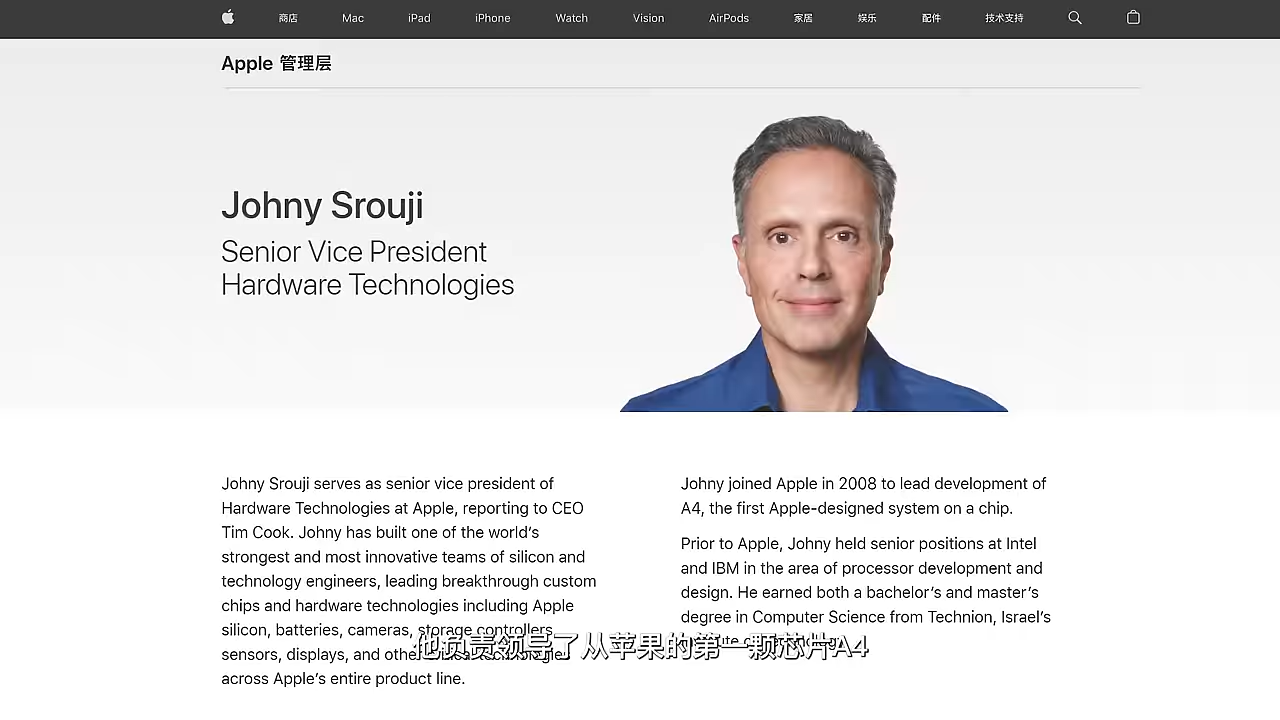 商店 Mac iPad iPhone Watch Vision AirPods 家居 娱乐 配件 技术支持
Apple 管理层
Johny Srouji
Senior Vice President
Hardware Technologies
Johny Srouji serves as senior vice president of
Hardware Technologies at Apple, reporting to CEO
Tim Cook. Johny has built one of the world’s
strongest and most innovative teams of silicon and
technology engineers, leading breakthrough custom
chips and hardware technologies including Apple
silicon, batteries, cameras, storage controllers,
sensors, displays, and
across Apple’s entire product line.
Johny joined Apple in 2008 to lead development of
A4, the first Apple-designed system on a chip.
Prior to Apple, Johny held senior positions at Intel
and IBM in the area of processor development and
design. He earned both a bachelor’s and master’s
degree in Computer Science from Technion, Israel’s
他负责领导了从苹果的第一颗芯片A4